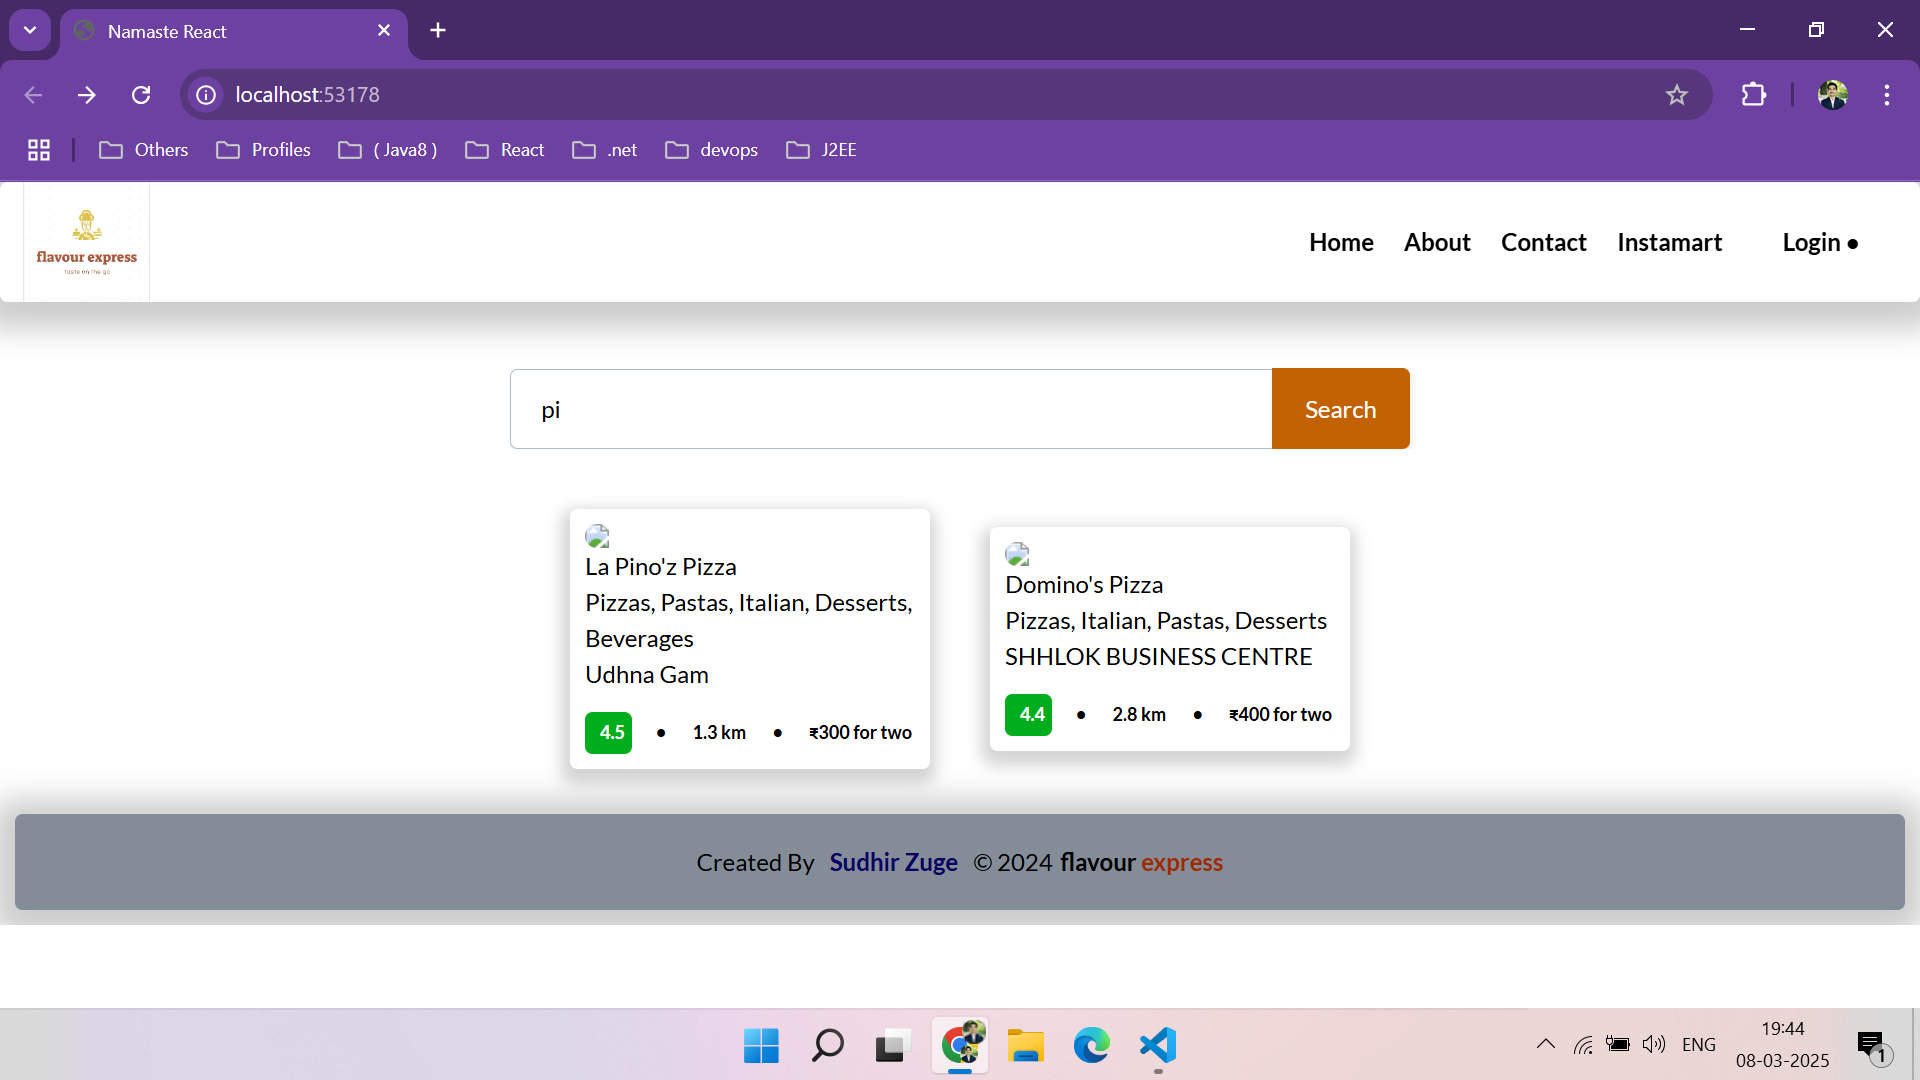 Namaste React
localhost:53178
Others Profiles ( Java8 ) React .net devops J2EE
flavour express
Taste on the go
Home About Contact Instamart Login ●
pi Search
La Pino'z Pizza
Pizzas, Pastas, Italian, Desserts,
Beverages
Udhna Gam
4.5 ● 1.3 km ● ₹300 for two
Domino's Pizza
Pizzas, Italian, Pastas, Desserts
SHHLOK BUSINESS CENTRE
4.4 ● 2.8 km ● ₹400 for two
Created By Sudhir Zuge © 2024 flavour express
ENG
19:44
08-03-2025
1